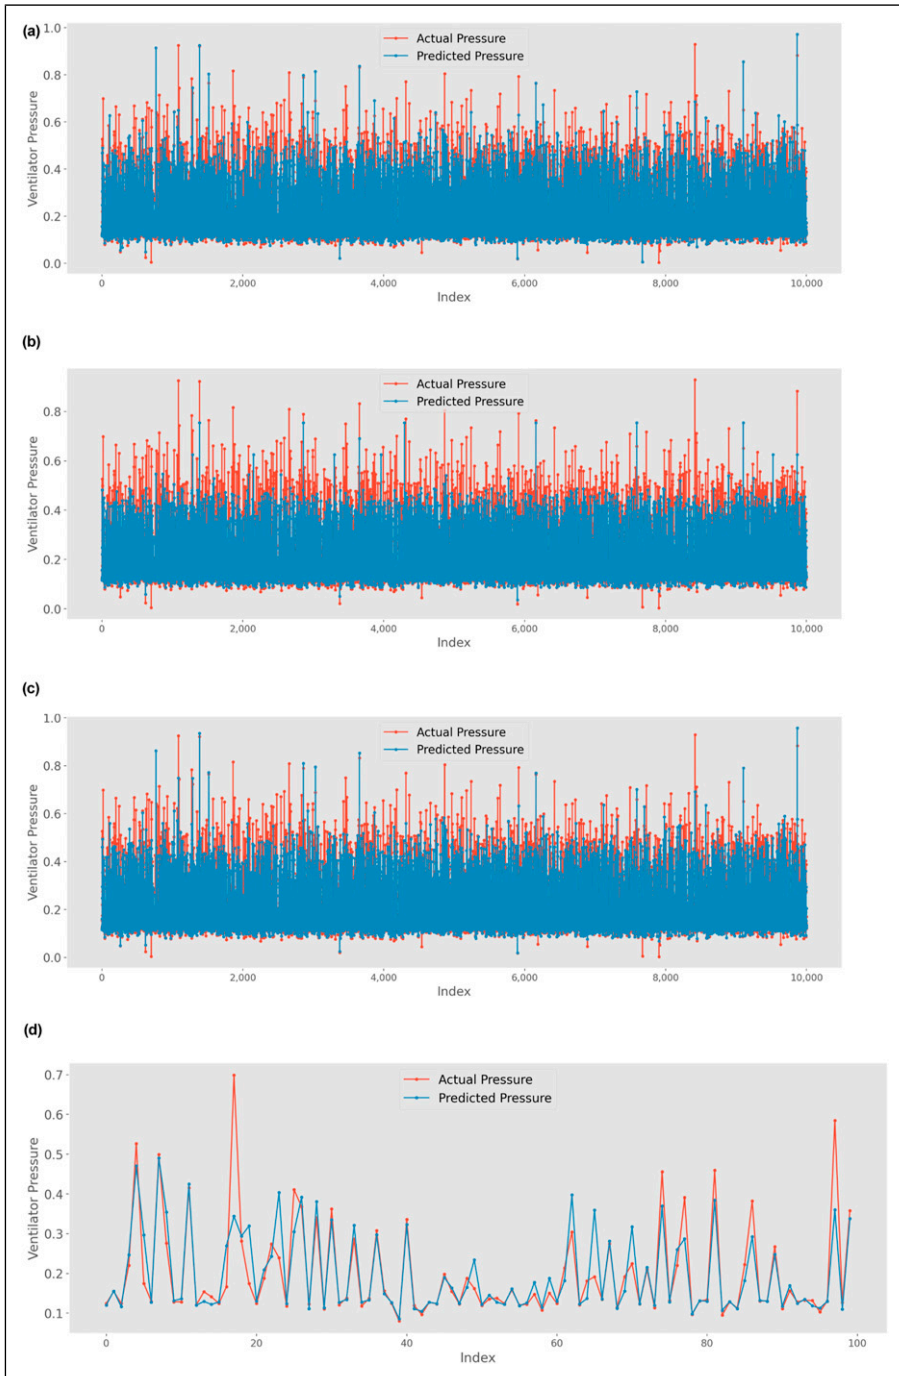 (a)
1.0
0.8
0.6
0.4
0.2
0.0
Ventilator Pressure
Actual Pressure
Predicted Pressure
0 2,000 4,000 6,000 8,000 10,000
Index
(b)
0.8
0.6
0.4
0.2
0.0
Ventilator Pressure
Actual Pressure
Predicted Pressure
0 2,000 4,000 6,000 8,000 10,000
Index
(c)
1.0
0.8
0.6
0.4
0.2
0.0
Ventilator Pressure
Actual Pressure
Predicted Pressure
0 2,000 4,000 6,000 8,000 10,000
Index
(d)
0.7
0.6
0.5
0.4
0.3
0.2
0.1
Ventilator Pressure
Actual Pressure
Predicted Pressure
0 20 40 60 80 100
Index